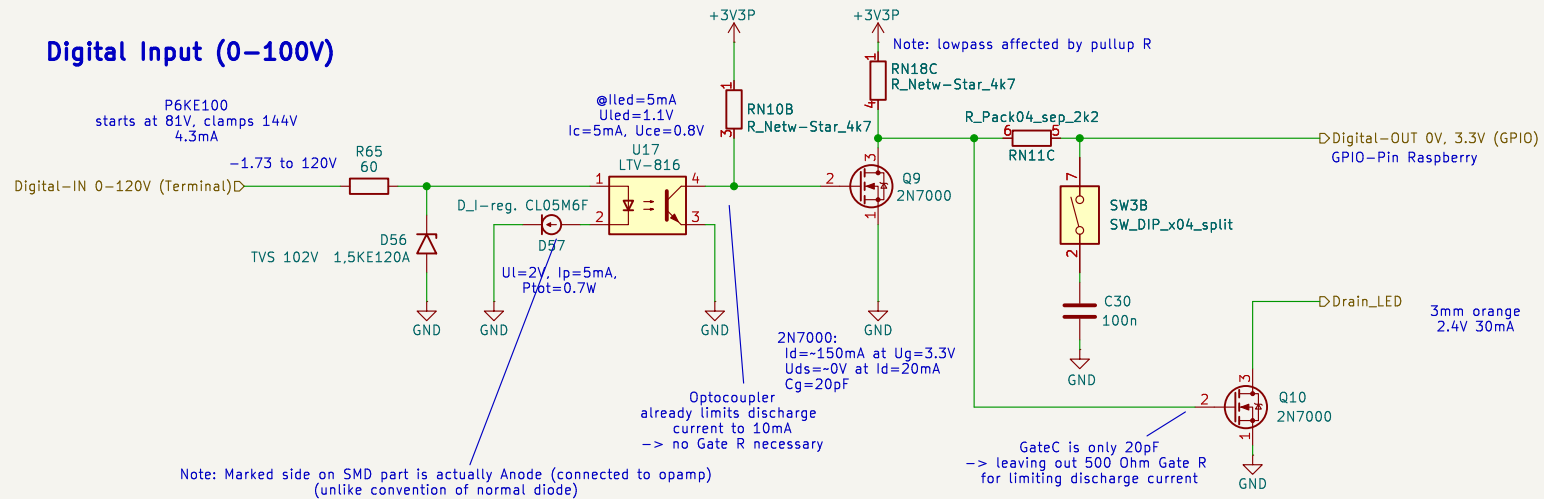 Digital Input (0-100V)
P6KE100
starts at 81V, clamps 144V
4.3mA
-1.73 to 120V
R65
60
Digital-IN 0-120V (Terminal)
D56
TVS 102V 1,5KE120A
GND
D_I-reg. CL05M6F
D57
Ul=2V, Ip=5mA,
Ptot=0.7W
GND
@Iled=5mA
Uled=1.1V
Ic=5mA, Uce=0.8V
U17
LTV-816
1
2
4
3
GND
+3V3P
1
3
RN10B
R_Netw-Star_4k7
+3V3P
Note: lowpass affected by pullup R
1
4
RN18C
R_Netw-Star_4k7
2
3
1
Q9
2N7000
GND
R_Pack04_sep_2k2
6
5
RN11C
Digital-OUT 0V, 3.3V (GPIO)
GPIO-Pin Raspberry
7
2
SW3B
SW_DIP_x04_split
C30
100n
GND
Drain_LED
3mm orange
2.4V 30mA
2N7000:
Id=~150mA at Ug=3.3V
Uds=~0V at Id=20mA
Cg=20pF
Optocoupler
already limits discharge
current to 10mA
-> no Gate R necessary
2
3
1
Q10
2N7000
GND
GateC is only 20pF
-> leaving out 500 Ohm Gate R
for limiting discharge current
Note: Marked side on SMD part is actually Anode (connected to opamp)
(unlike convention of normal diode)